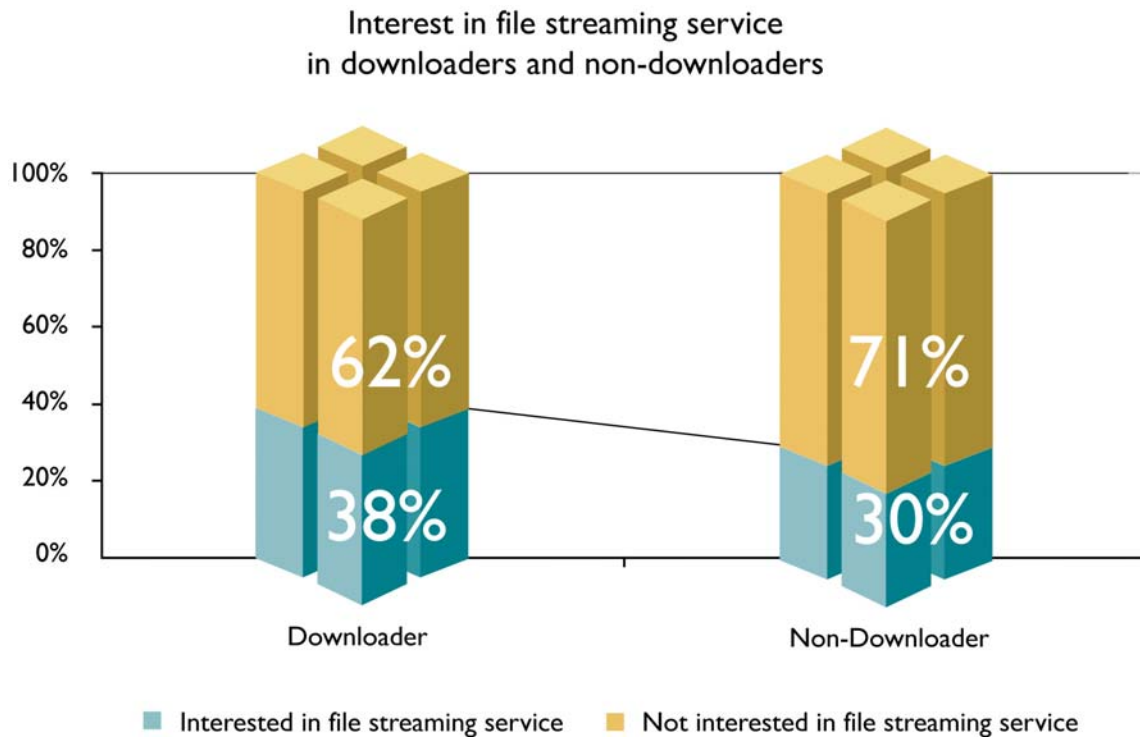 Interest in file streaming service
in downloaders and non-downloaders
100%
80%
60%
40%
20%
0%
62%
38%
71%
30%
Downloader
Non-Downloader
Interested in file streaming service
Not interested in file streaming service